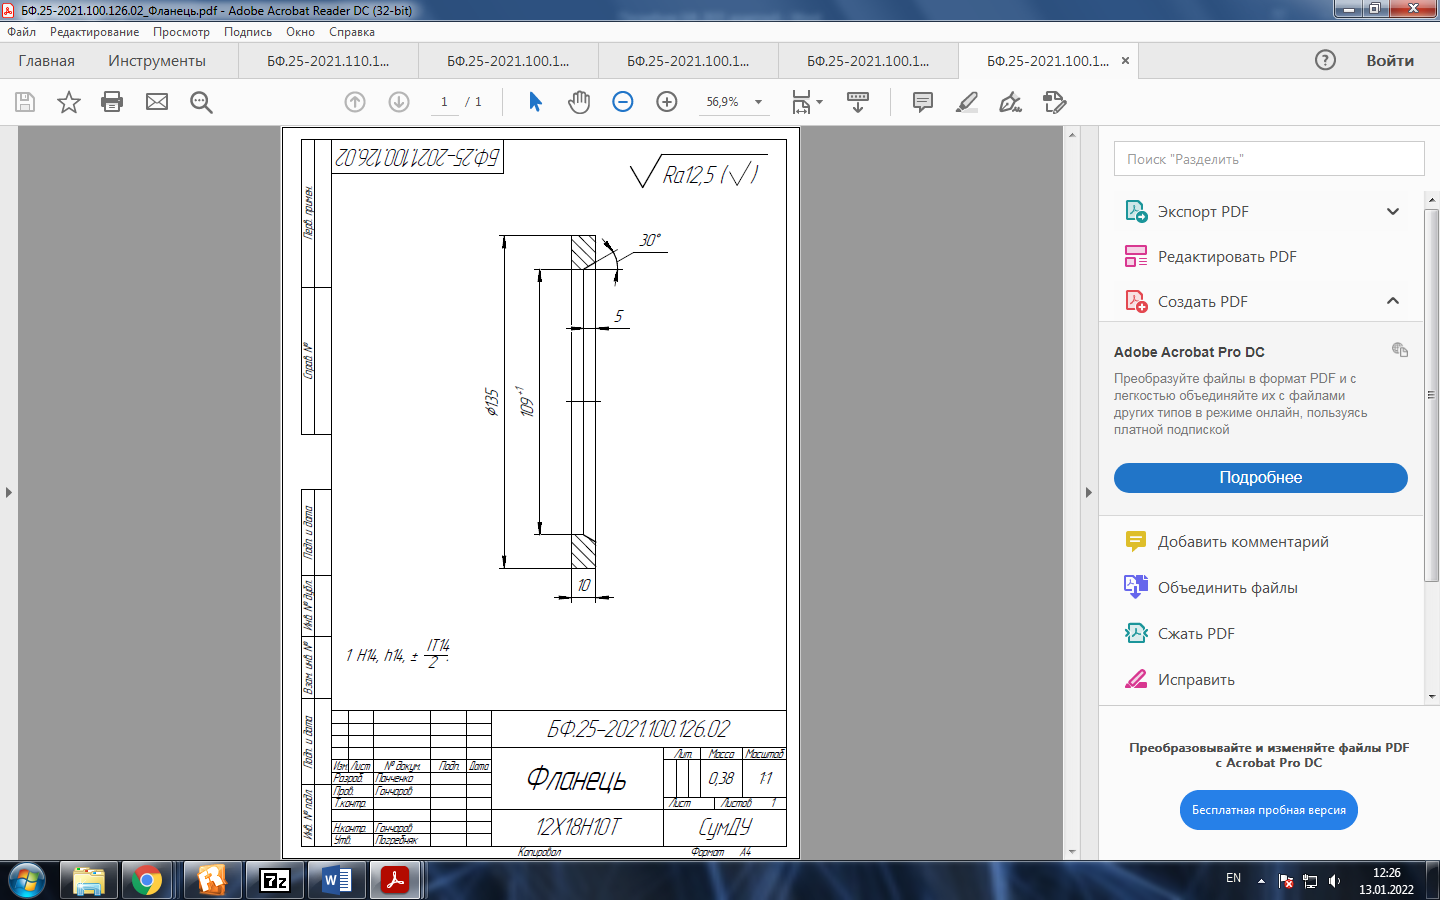 БФ.25-2021.100.126.02_Фланець.pdf - Adobe Acrobat Reader DC (32-bit)
Файл Редактирование Просмотр Подпись Окно Справка
Главная Инструменты БФ.25-2021.110.1... БФ.25-2021.100.1... БФ.25-2021.100.1... БФ.25-2021.100.1... БФ.25-2021.100.1... ×
Войти
1 / 1 56,9%
БФ.25-2021.100.126.02
Ra12,5 (√)
Перв. примен.
Справ. №
Подп. и дата
Инв. № дубл.
Взам. инв. №
Подп. и дата
Инв. № подл.
30°
5
⌀135
109⁺¹
10
1 H14, h14, ± IT14
2 .
БФ.25-2021.100.126.02
Изм. Лист № докум. Подп. Дата
Разраб. Панченко
Пров. Гончаров
Т.контр.
Н.контр. Гончаров
Утв. Погребняк
Фланець
Лит. Масса Масштаб
0,38 1:1
Лист Листов 1
12Х18Н10Т
СумДУ
Копировал Формат А4
Поиск "Разделить"
Экспорт PDF
Редактировать PDF
Создать PDF
Adobe Acrobat Pro DC
Преобразуйте файлы в формат PDF и с
легкостью объединяйте их с файлами
других типов в режиме онлайн, пользуясь
платной подпиской
Подробнее
Добавить комментарий
Объединить файлы
Сжать PDF
Исправить
Преобразовывайте и изменяйте файлы PDF
с Acrobat Pro DC
Бесплатная пробная версия
EN
12:26
13.01.2022